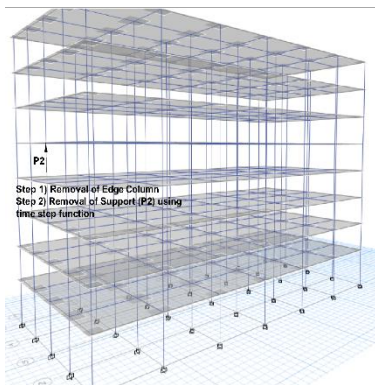 P2
Step 1) Removal of Edge Column
Step 2) Removal of Support (P2) using
time step function